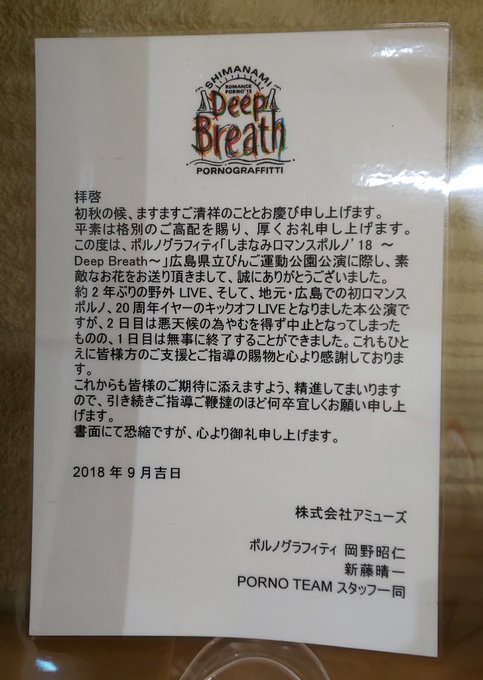 SHIMANAMI
ROMANCE
PORNO'18
Deep
Breath
PORNOGRAFFITTI
拝啓
初秋の候、ますますご清祥のこととお慶び申し上げます。
平素は格別のご高配を賜り、厚くお礼申し上げます。
この度は、ポルノグラフィティ「しまなみロマンスポルノ’18 ～
Deep Breath～」広島県立びんご運動公園公演に際し、素
敵なお花をお送り頂きまして、誠にありがとうございました。
約2年ぶりの野外LIVE、そして、地元・広島での初ロマンス
ポルノ、20周年イヤーのキックオフLIVEとなりました本公演で
すが、2日目は悪天候の為やむを得ず中止となってしまった
ものの、1日目は無事に終了することができました。これもひと
えに皆様方のご支援とご指導の賜物と心より感謝しておりま
す。
これからも皆様のご期待に添えますよう、精進してまいります
ので、引き続きご指導ご鞭撻のほど何卒宜しくお願い申し上
げます。
書面にて恐縮ですが、心より御礼申し上げます。
2018年9月吉日
株式会社アミューズ
ポルノグラフィティ 岡野昭仁
新藤晴一
PORNO TEAM スタッフ一同